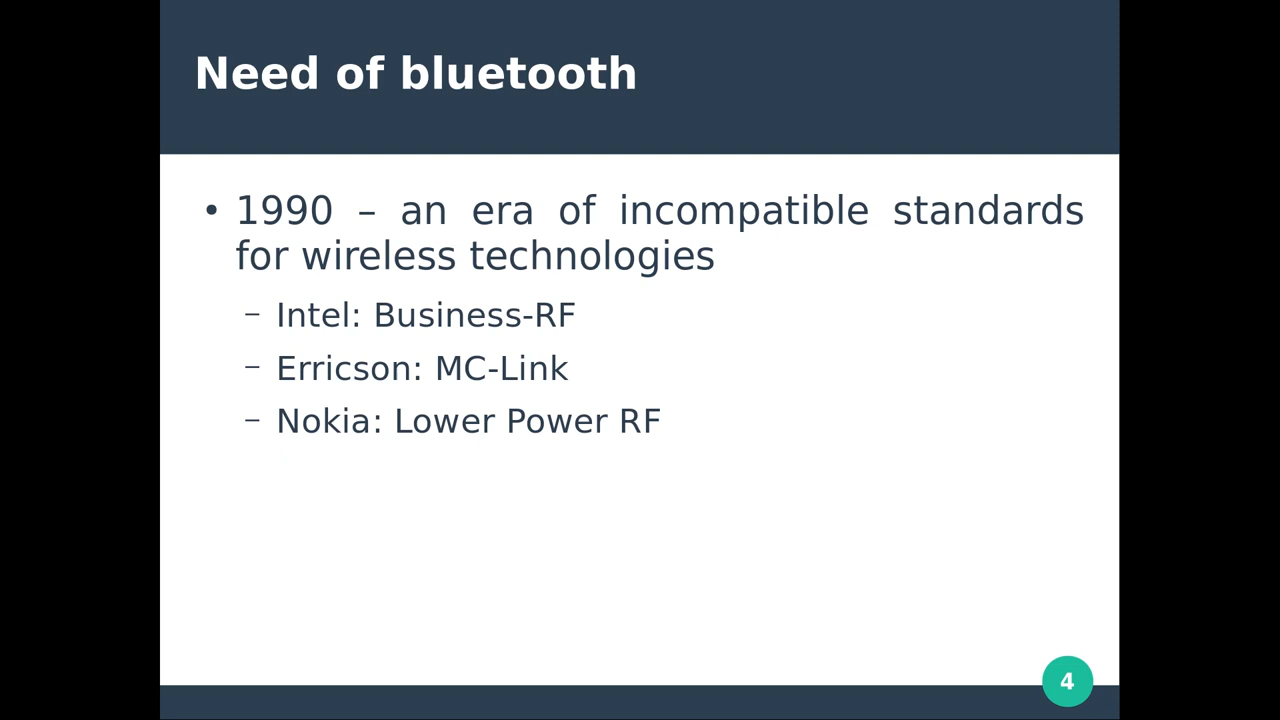 Need of bluetooth
• 1990 – an era of incompatible standards
for wireless technologies
– Intel: Business-RF
– Erricson: MC-Link
– Nokia: Lower Power RF
4